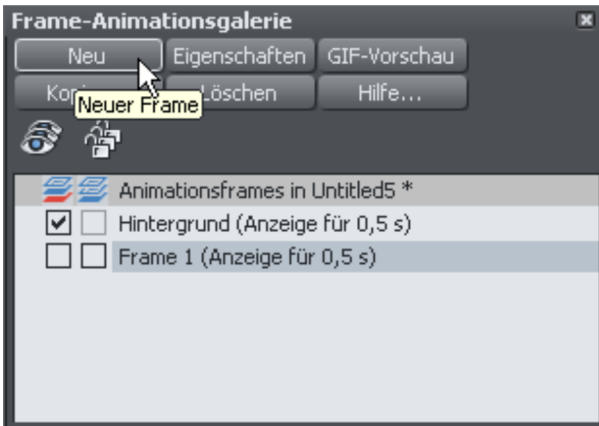 Frame-Animationsgalerie
Neu Eigenschaften GIF-Vorschau
Löschen Hilfe...
Neuer Frame
Animationsframes in Untitled5 *
Hintergrund (Anzeige für 0,5 s)
Frame 1 (Anzeige für 0,5 s)